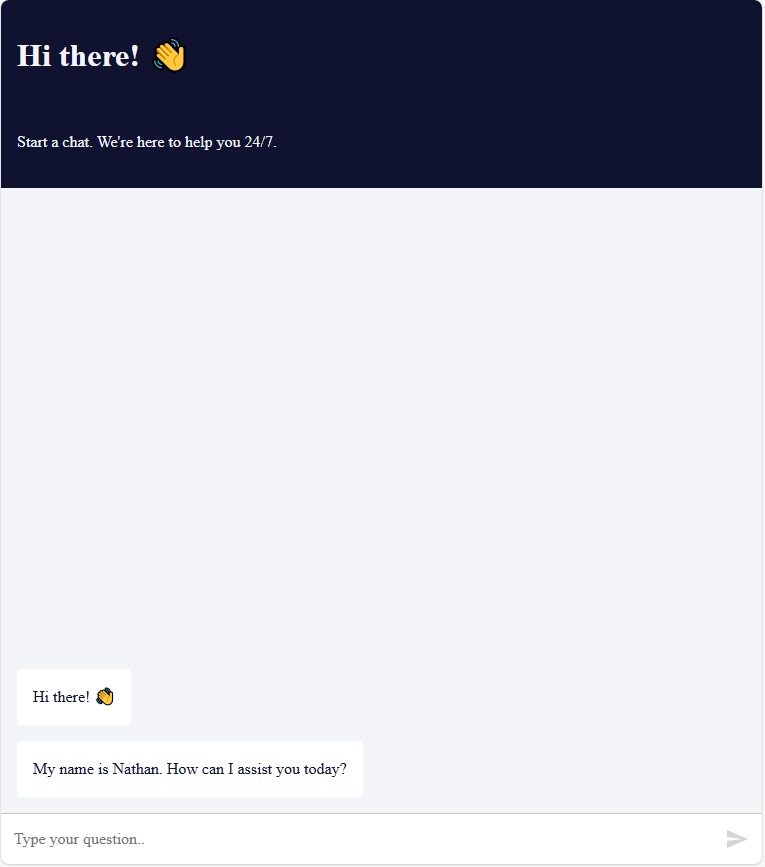 Hi there! 👋
Start a chat. We're here to help you 24/7.
Hi there! 👋
My name is Nathan. How can I assist you today?
Type your question..